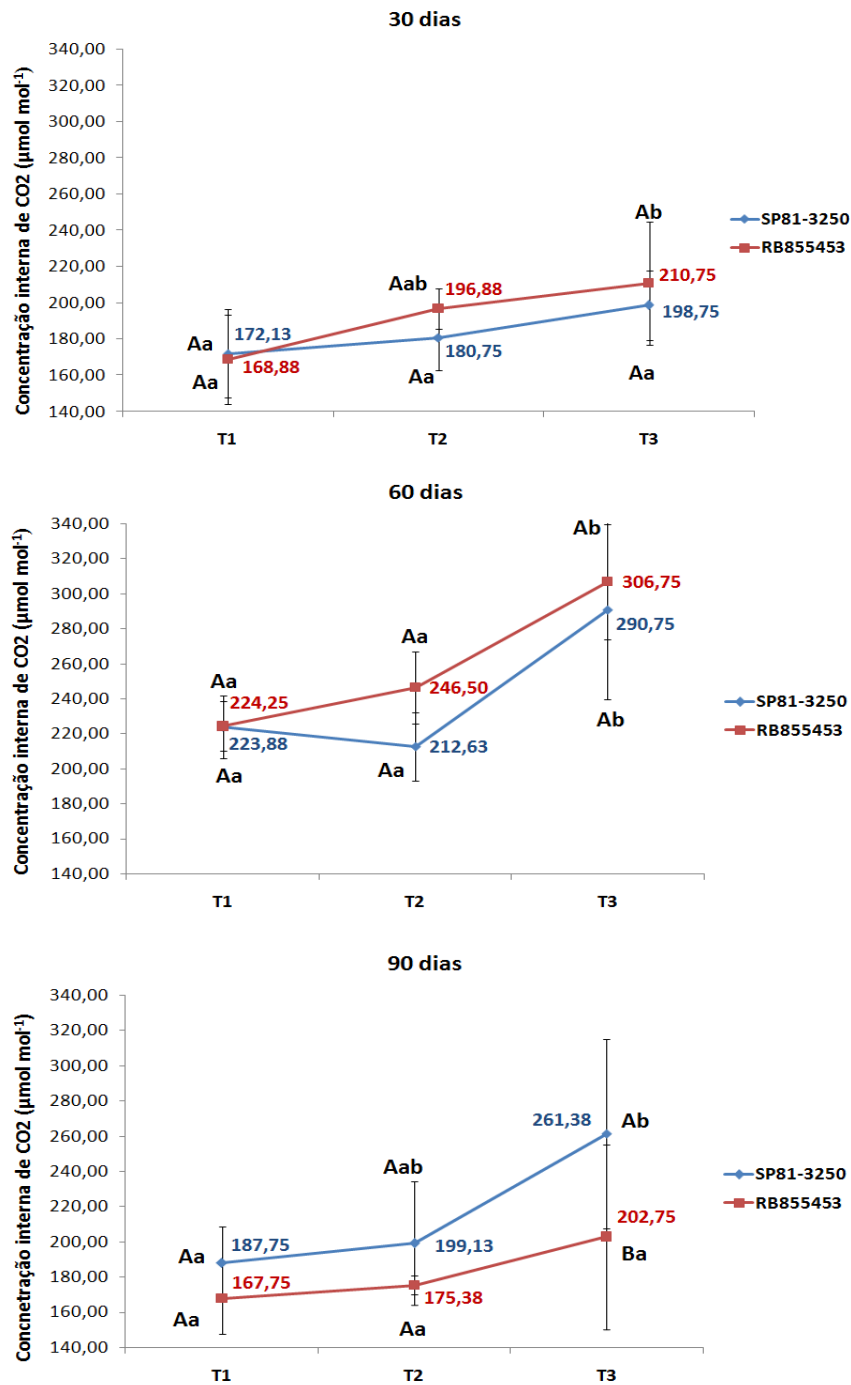 30 dias
Concentração interna de CO2 (µmol mol-1)
340,00
320,00
300,00
280,00
260,00
240,00
220,00
200,00
180,00
160,00
140,00
Aa
172,13
168,88
Aa
Aab
196,88
180,75
Aa
Ab
210,75
198,75
Aa
T1
T2
T3
SP81-3250
RB855453
60 dias
Concentração interna de CO2 (µmol mol-1)
340,00
320,00
300,00
280,00
260,00
240,00
220,00
200,00
180,00
160,00
140,00
Aa
224,25
223,88
Aa
Aa
246,50
212,63
Aa
Ab
306,75
290,75
Ab
T1
T2
T3
SP81-3250
RB855453
90 dias
Concnetração interna de CO2 (µmol mol-1)
340,00
320,00
300,00
280,00
260,00
240,00
220,00
200,00
180,00
160,00
140,00
Aa
187,75
167,75
Aa
Aab
199,13
175,38
Aa
261,38
Ab
202,75
Ba
T1
T2
T3
SP81-3250
RB855453